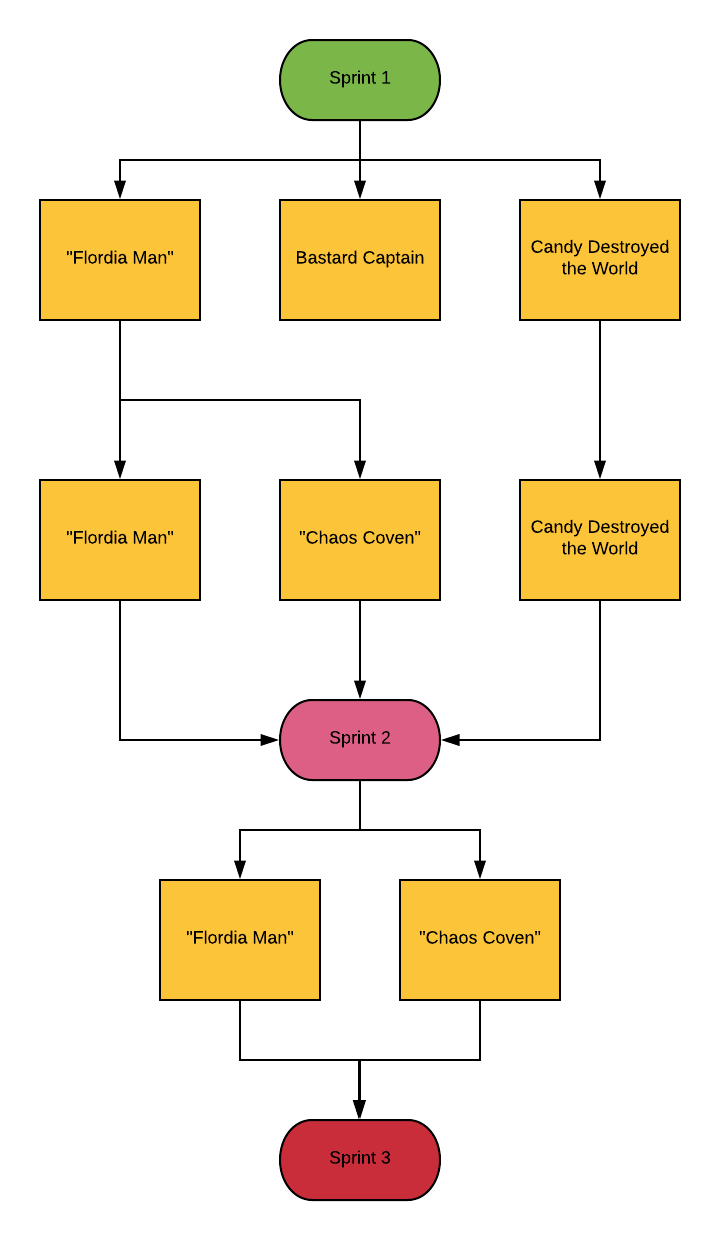 Sprint 1
"Flordia Man"
Bastard Captain
Candy Destroyed
the World
"Flordia Man"
"Chaos Coven"
Candy Destroyed
the World
Sprint 2
"Flordia Man"
"Chaos Coven"
Sprint 3